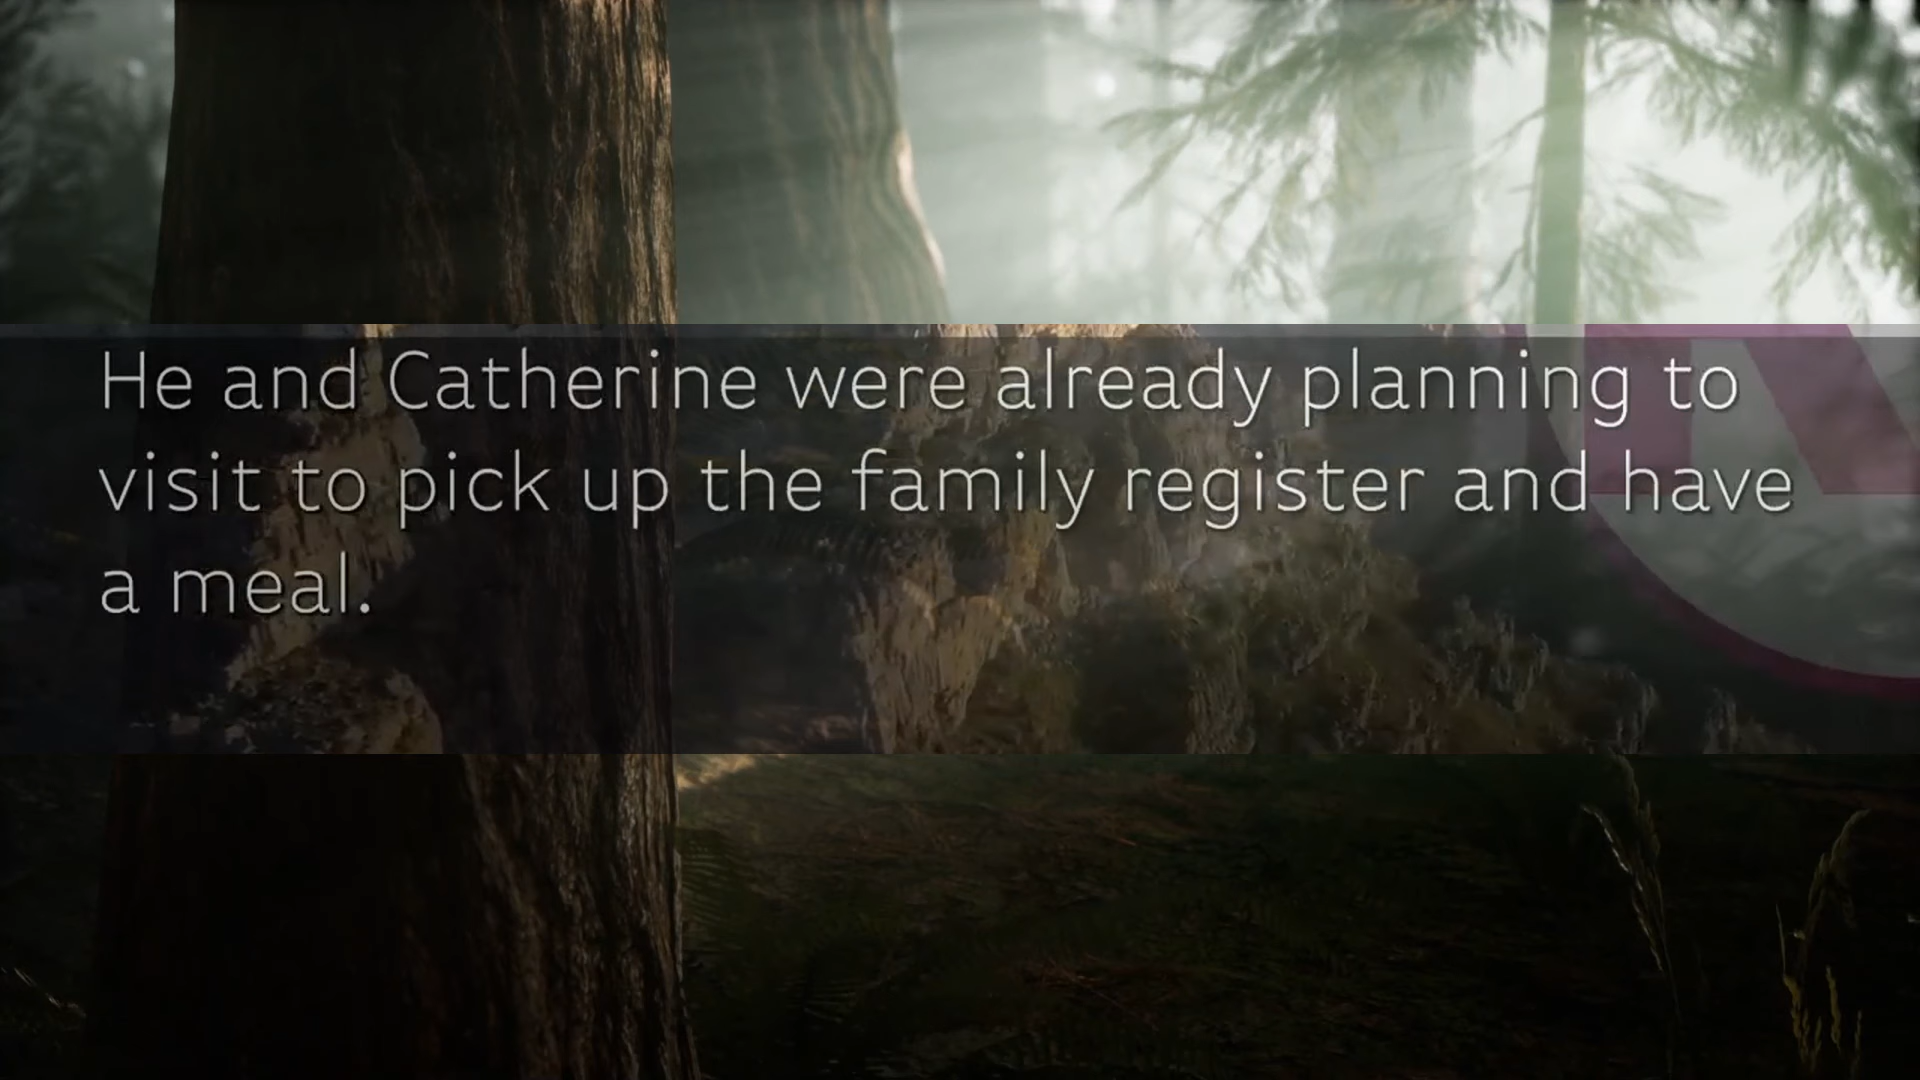 He and Catherine were already planning to
visit to pick up the family register and have
a meal.